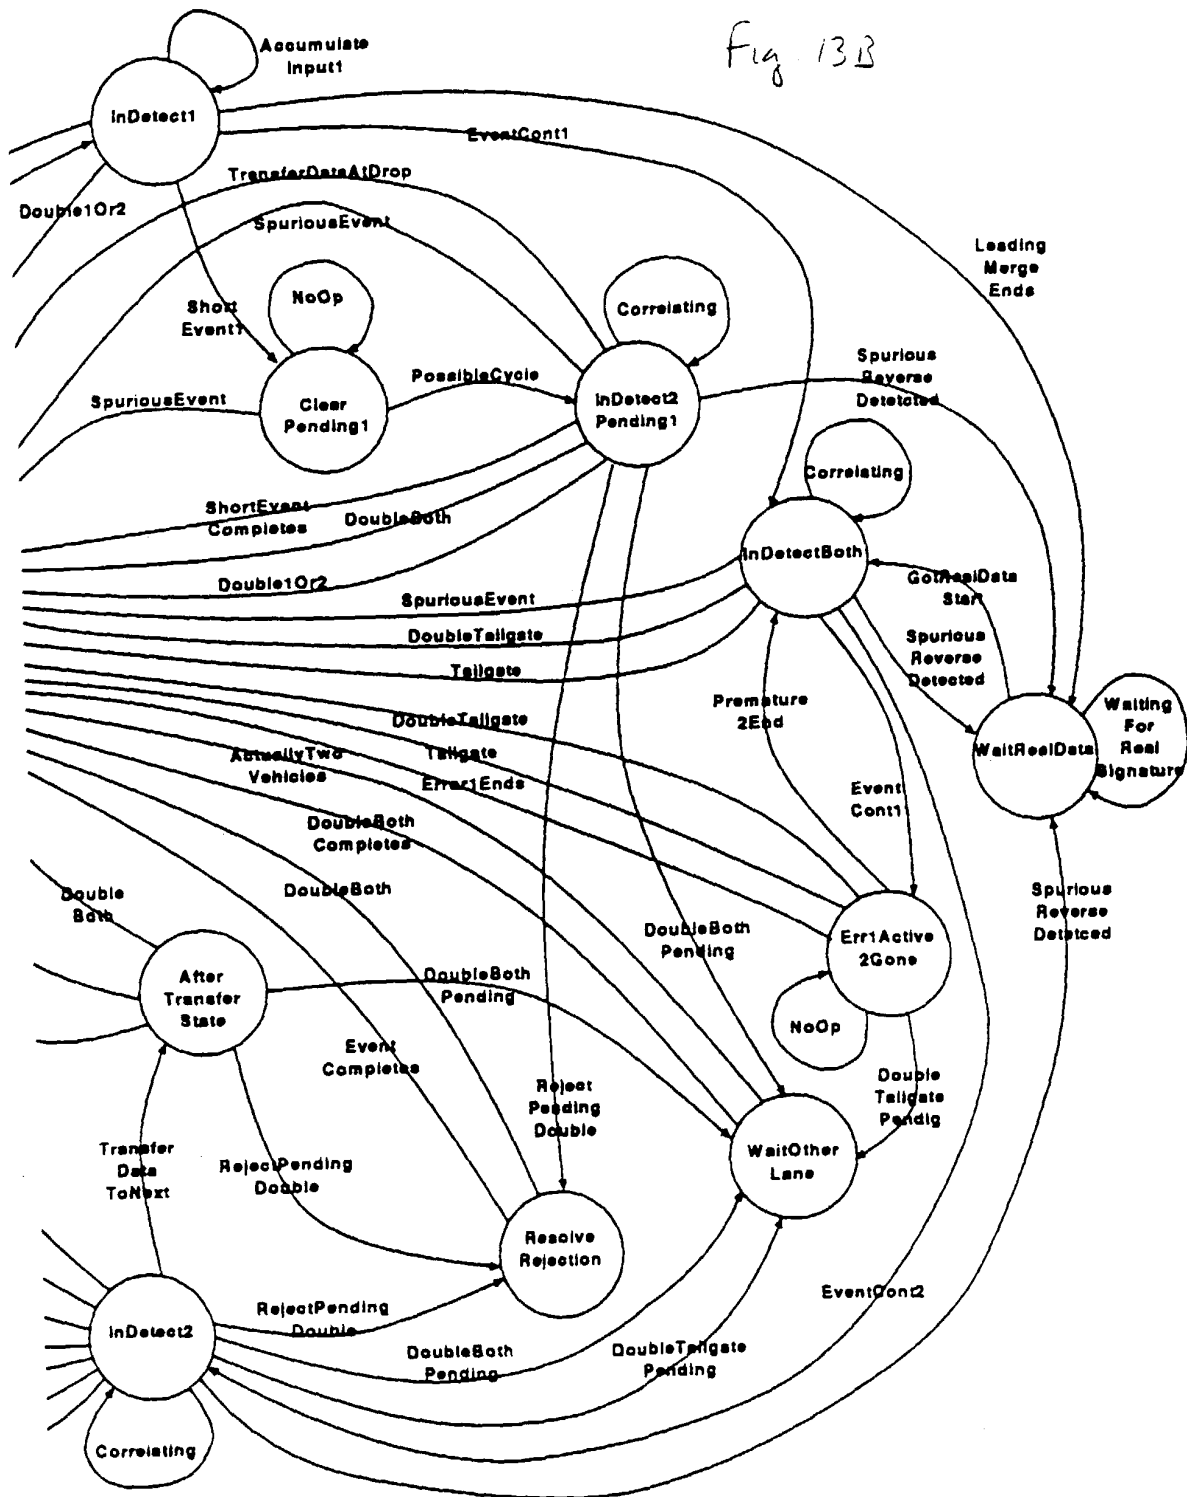 Fig. 13B
Accumulate
Input1
InDetect1
EventCont1
TransferDataAtDrop
Double1Or2
SpuriousEvent
Leading
Merge
Ends
NoOp
Short
Event1
Correlating
Spurious
Reverse
Detetcted
PossibleCycle
SpuriousEvent
Clear
Pending1
InDetect2
Pending1
Correlating
ShortEvent
Completes
DoubleBoth
InDetectBoth
GotRealData
Start
Double1Or2
SpuriousEvent
DoubleTailgate
Tailgate
Spurious
Reverse
Detected
Premature
2End
DoubleTailgate
Tailgate
Error1Ends
ActuallyTwo
Vehicles
WaitRealData
Waiting
For
Real
Signature
Event
Cont1
DoubleBoth
Completes
DoubleBoth
Double
Both
Spurious
Reverse
Detetcted
DoubleBoth
Pending
Err1Active
2Gone
After
Transfer
State
DoubleBoth
Pending
NoOp
Event
Completes
Double
Tailgate
Pendig
Reject
Pending
Double
Transfer
Data
ToNext
RejectPending
Double
WaitOther
Lane
Resolve
Rejection
EventCont2
RejectPending
Double
InDetect2
DoubleBoth
Pending
DoubleTailgate
Pending
Correlating